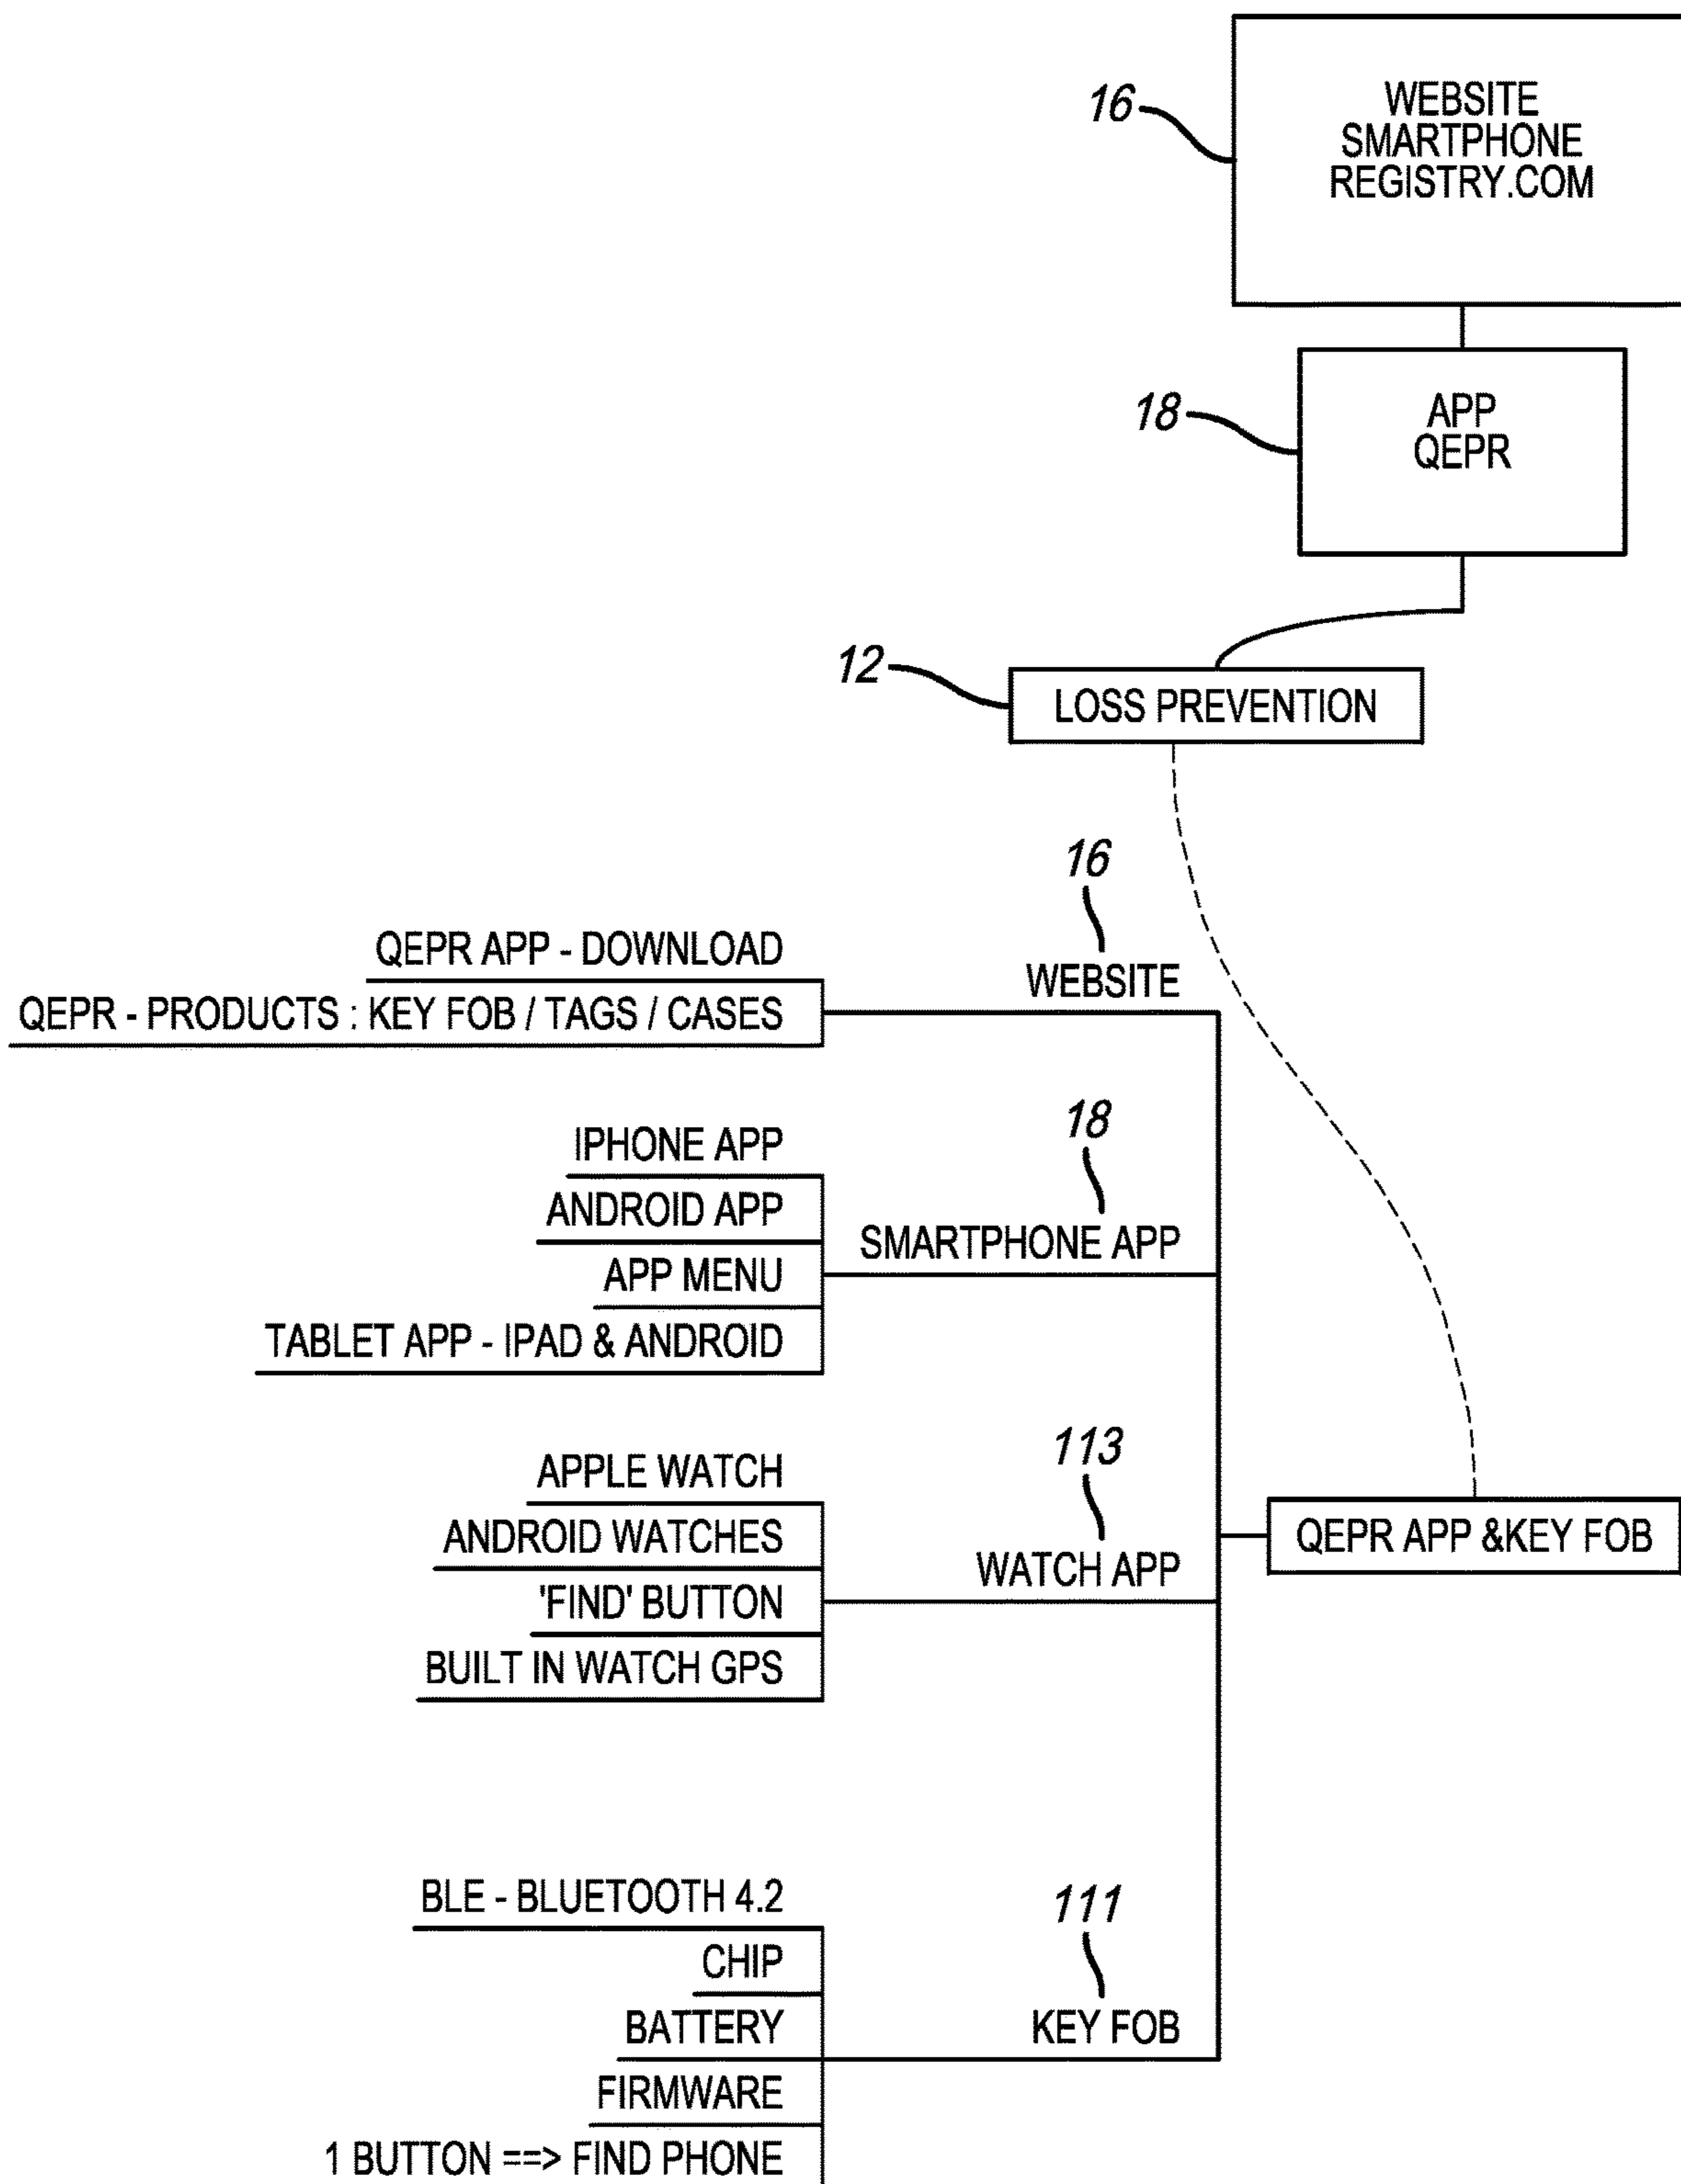 16
WEBSITE
SMARTPHONE
REGISTRY.COM
18
APP
QEPR
12
LOSS PREVENTION
16
WEBSITE
QEPR APP - DOWNLOAD
QEPR - PRODUCTS : KEY FOB / TAGS / CASES
18
SMARTPHONE APP
IPHONE APP
ANDROID APP
APP MENU
TABLET APP - IPAD & ANDROID
113
WATCH APP
APPLE WATCH
ANDROID WATCHES
'FIND' BUTTON
BUILT IN WATCH GPS
QEPR APP &KEY FOB
111
KEY FOB
BLE - BLUETOOTH 4.2
CHIP
BATTERY
FIRMWARE
1 BUTTON ==> FIND PHONE